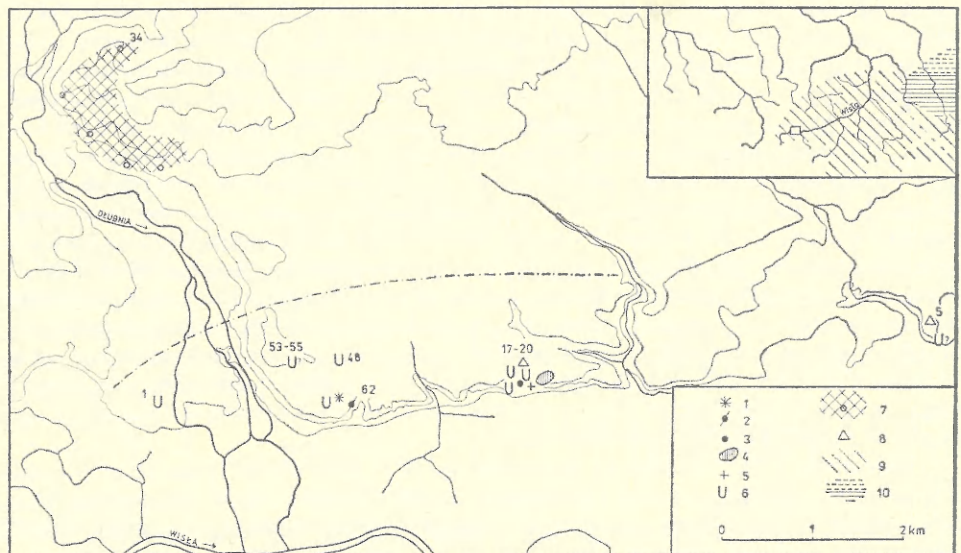 34
WISŁA
DŁUBNIA →
53-55
U?
U 48
1 U
U
62
17-20
U U
U
5
U?
1
2
3
4
5
U 6
7
8
9
10
0 1 2 km
WISŁA →